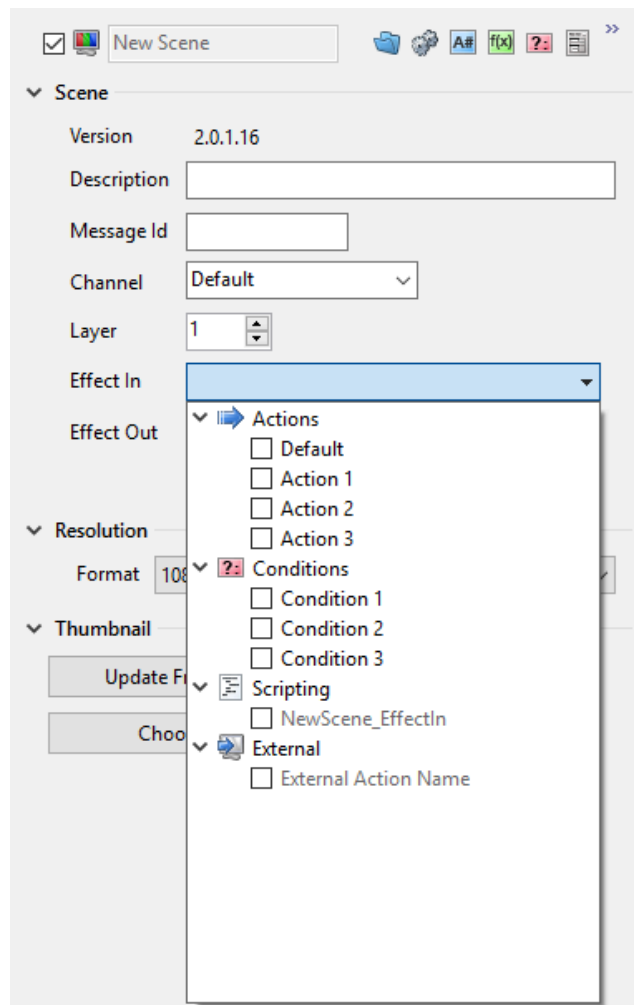 New Scene
A# f(x) ?: »
Scene
Version 2.0.1.16
Description
Message Id
Channel Default
Layer 1
Effect In
Effect Out
Actions
Default
Action 1
Action 2
Action 3
Resolution
Format 108
Conditions
?:
Condition 1
Condition 2
Condition 3
Thumbnail
Update Fr
Choo
Scripting
NewScene_EffectIn
External
External Action Name